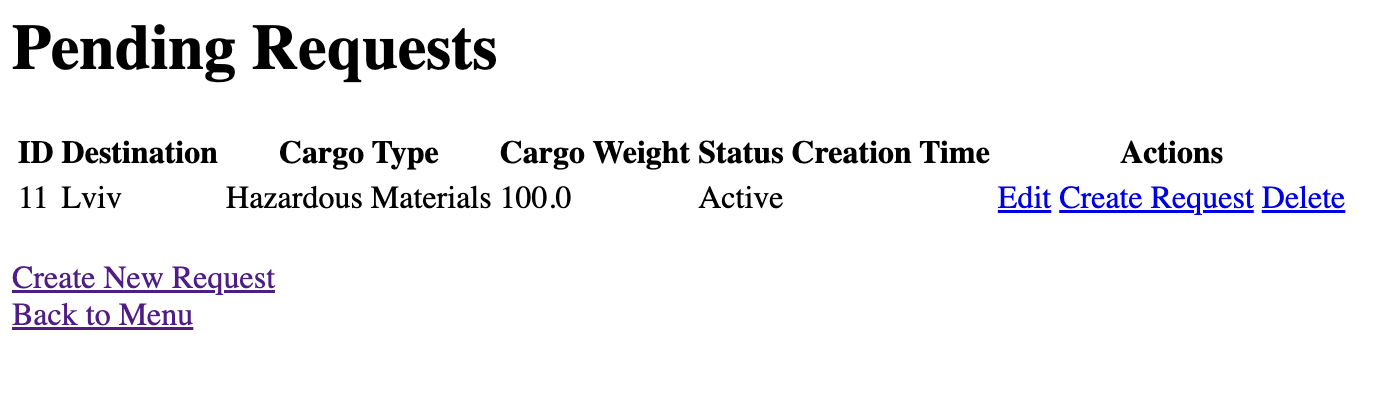 Pending Requests
ID Destination Cargo Type Cargo Weight Status Creation Time Actions
11 Lviv Hazardous Materials 100.0 Active Edit Create Request Delete
Create New Request
Back to Menu